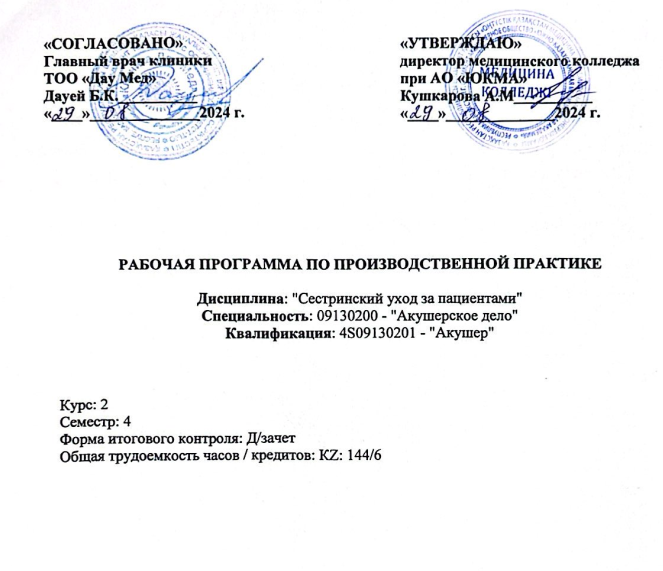 «СОГЛАСОВАНО»
Главный врач клиники
ТОО «Дау Мед»
Дауей Б.К.
«29» 08 2024 г.
«УТВЕРЖДАЮ»
директор медицинского колледжа
при АО «ЮКМА»
Кушкарова А.М
«29» 08 2024 г.
МЕДИЦИНА
КОЛЛЕДЖІ
РАБОЧАЯ ПРОГРАММА ПО ПРОИЗВОДСТВЕННОЙ ПРАКТИКЕ
Дисциплина: "Сестринский уход за пациентами"
Специальность: 09130200 - "Акушерское дело"
Квалификация: 4S09130201 - "Акушер"
Курс: 2
Семестр: 4
Форма итогового контроля: Д/зачет
Общая трудоемкость часов / кредитов: KZ: 144/6